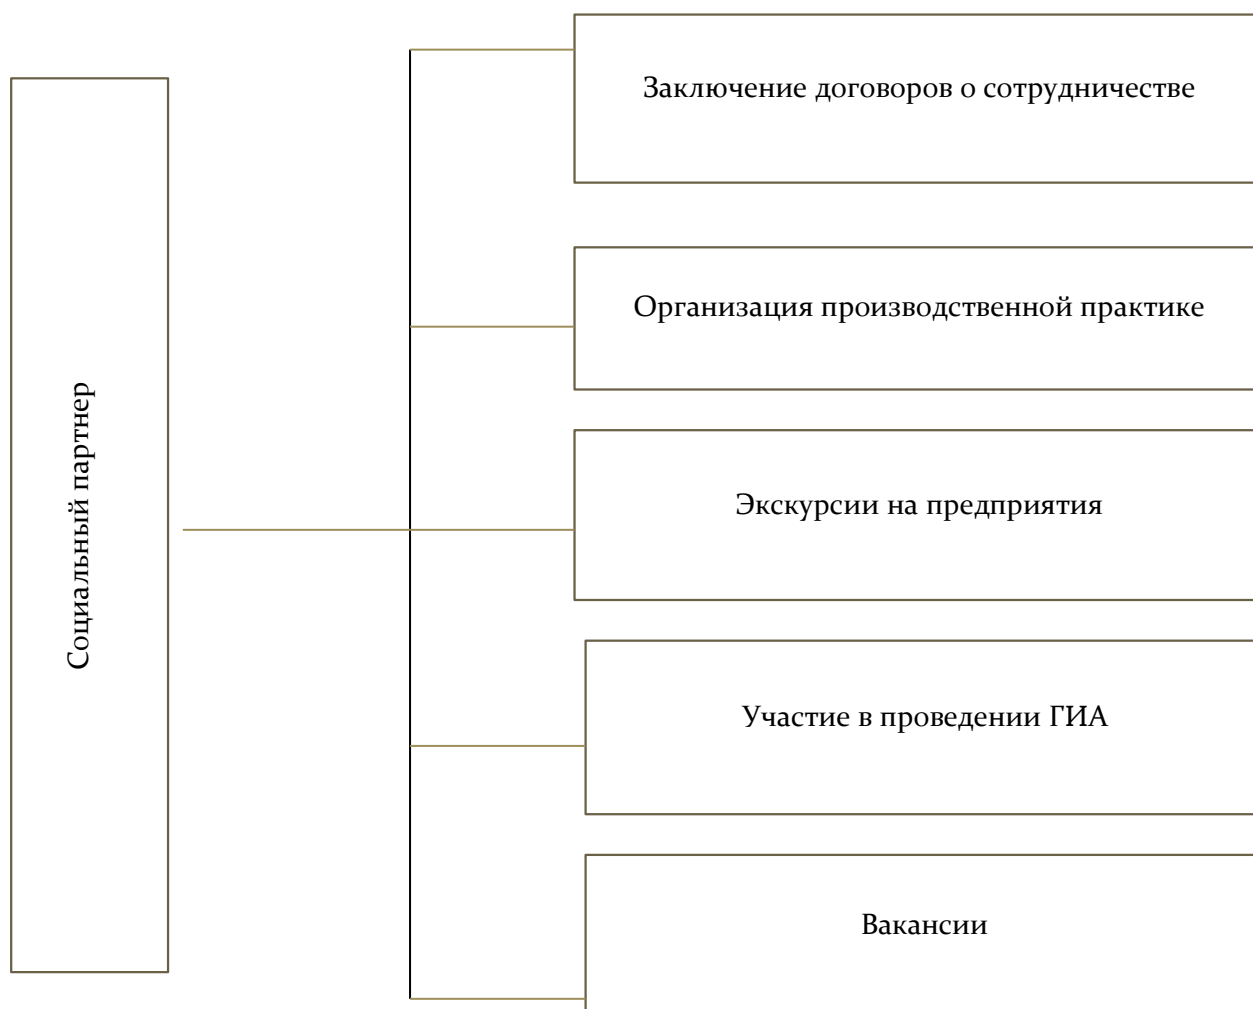 Социальный партнер
Заключение договоров о сотрудничестве
Организация производственной практике
Экскурсии на предприятия
Участие в проведении ГИА
Вакансии